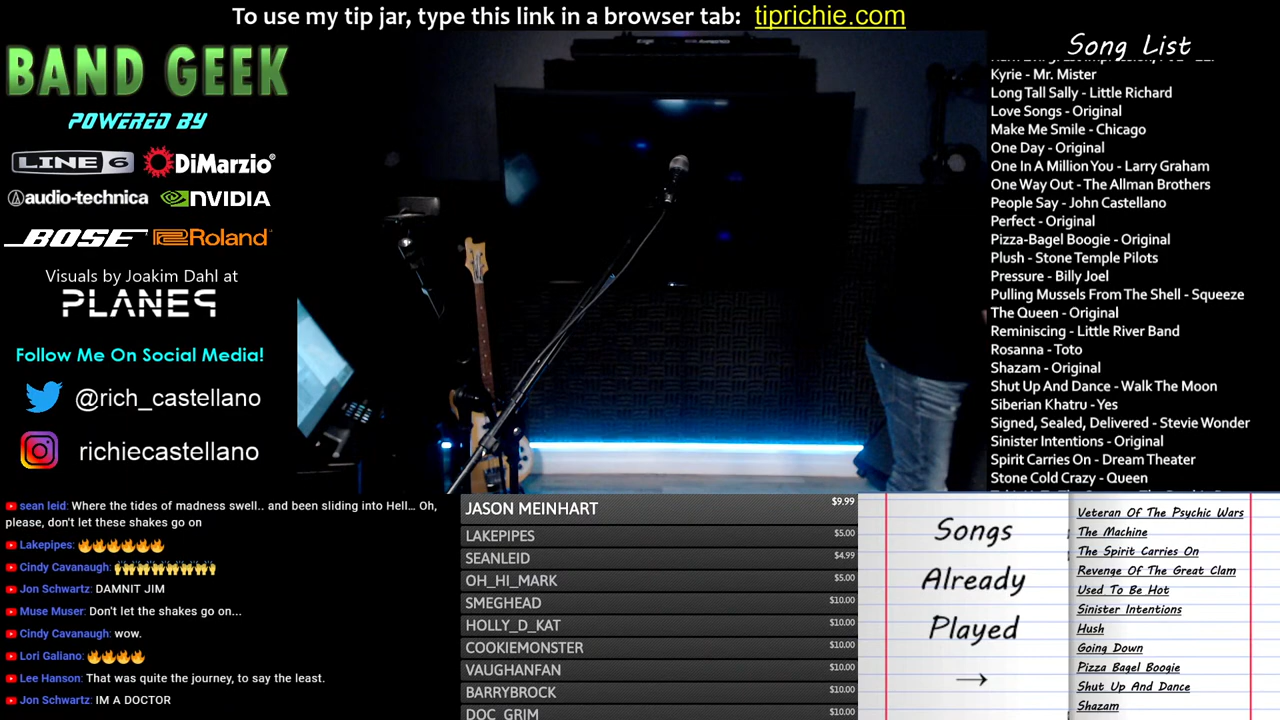 To use my tip jar, type this link in a browser tab: tiprichie.com
BAND GEEK
POWERED BY
LINE 6 DiMarzio
audio-technica NVIDIA
BOSE Roland
Visuals by Joakim Dahl at
PLANE9
Follow Me On Social Media!
@rich_castellano
richiecastellano
Song List
Kyrie - Mr. Mister
Long Tall Sally - Little Richard
Love Songs - Original
Make Me Smile - Chicago
One Day - Original
One In A Million You - Larry Graham
One Way Out - The Allman Brothers
People Say - John Castellano
Perfect - Original
Pizza-Bagel Boogie - Original
Plush - Stone Temple Pilots
Pressure - Billy Joel
Pulling Mussels From The Shell - Squeeze
The Queen - Original
Reminiscing - Little River Band
Rosanna - Toto
Shazam - Original
Shut Up And Dance - Walk The Moon
Siberian Khatru - Yes
Signed, Sealed, Delivered - Stevie Wonder
Sinister Intentions - Original
Spirit Carries On - Dream Theater
Stone Cold Crazy - Queen
sean leid: Where the tides of madness swell.. and been sliding into Hell... Oh,
please, don't let these shakes go on
Lakepipes:
Cindy Cavanaugh:
Jon Schwartz: DAMNIT JIM
Muse Muser: Don't let the shakes go on...
Cindy Cavanaugh: wow.
Lori Galiano:
Lee Hanson: That was quite the journey, to say the least.
Jon Schwartz: IM A DOCTOR
JASON MEINHART $9.99
LAKEPIPES $5.00
SEANLEID $4.99
OH_HI_MARK $5.00
SMEGHEAD $10.00
HOLLY_D_KAT $10.00
COOKIEMONSTER $10.00
VAUGHANFAN $10.00
BARRYBROCK $10.00
DOC_GRIM $10.00
Songs
Already
Played
→
Veteran Of The Psychic Wars
The Machine
The Spirit Carries On
Revenge Of The Great Clam
Used To Be Hot
Sinister Intentions
Hush
Going Down
Pizza Bagel Boogie
Shut Up And Dance
Shazam